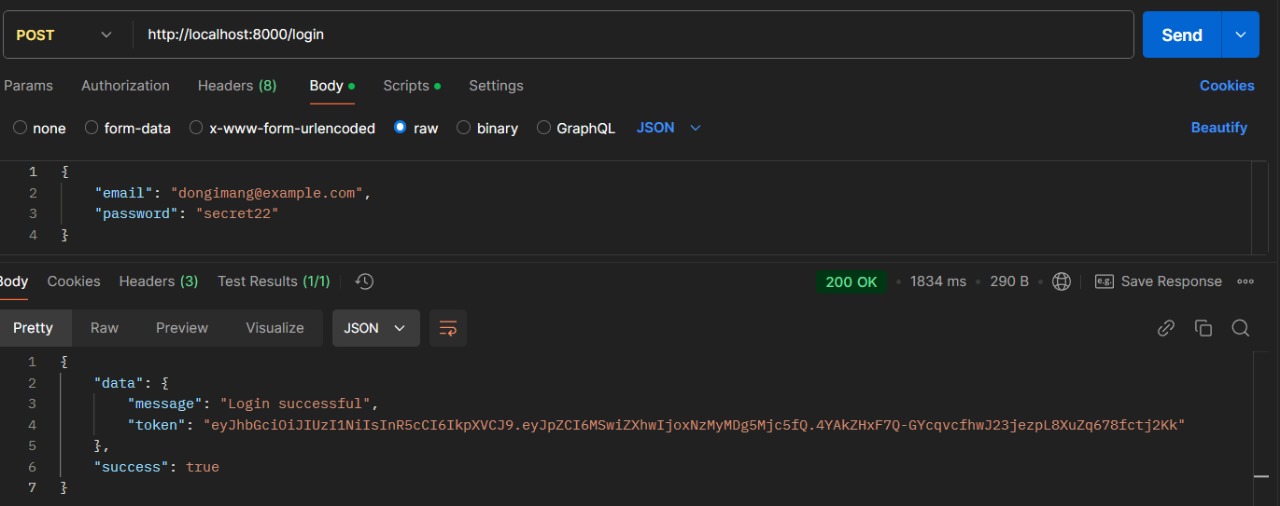 POST http://localhost:8000/login Send
Params Authorization Headers (8) Body Scripts Settings Cookies
none form-data x-www-form-urlencoded raw binary GraphQL JSON Beautify
1 {
2 "email": "dongimang@example.com",
3 "password": "secret22"
4 }
Body Cookies Headers (3) Test Results (1/1) 200 OK 1834 ms 290 B e.g. Save Response
Pretty Raw Preview Visualize JSON
1 {
2 "data": {
3 "message": "Login successful",
4 "token": "eyJhbGciOiJIUzI1NiIsInR5cCI6IkpXVCJ9.eyJpZCI6MSwiZXhwIjoxNzMyMDg5Mjc5fQ.4YAkZHxF7Q-GYcqvcfhwJ23jezpL8XuZq678fctj2Kk"
5 },
6 "success": true
7 }